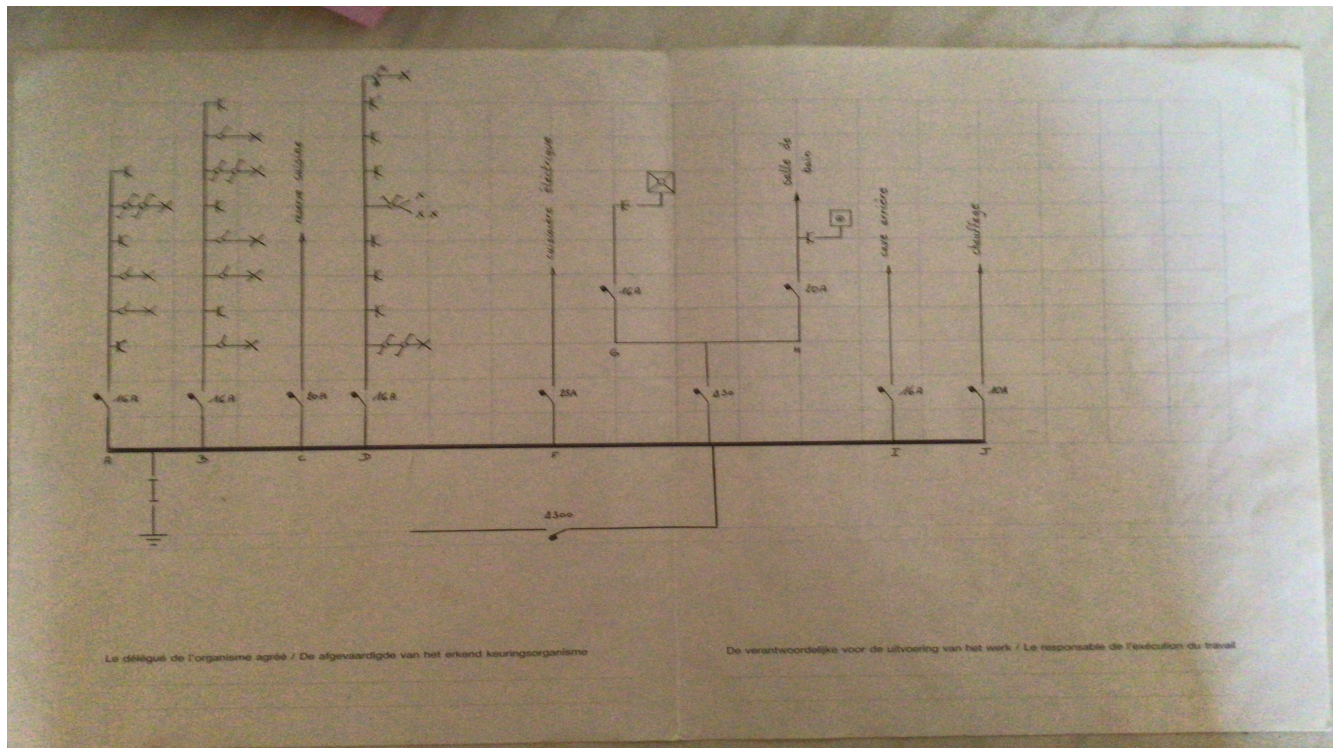 salle de
bain
réserve cuisine
cuisinière électrique
cave arrière
chauffage
16A
20A
16A
16A
20A
16A
25A
Δ30
16A
10A
G
H
A
B
C
D
F
I
J
Δ300
Le délégué de l'organisme agréé / De afgevaardigde van het erkend keuringsorganisme
De verantwoordelijke voor de uitvoering van het werk / Le responsable de l'exécution du travail